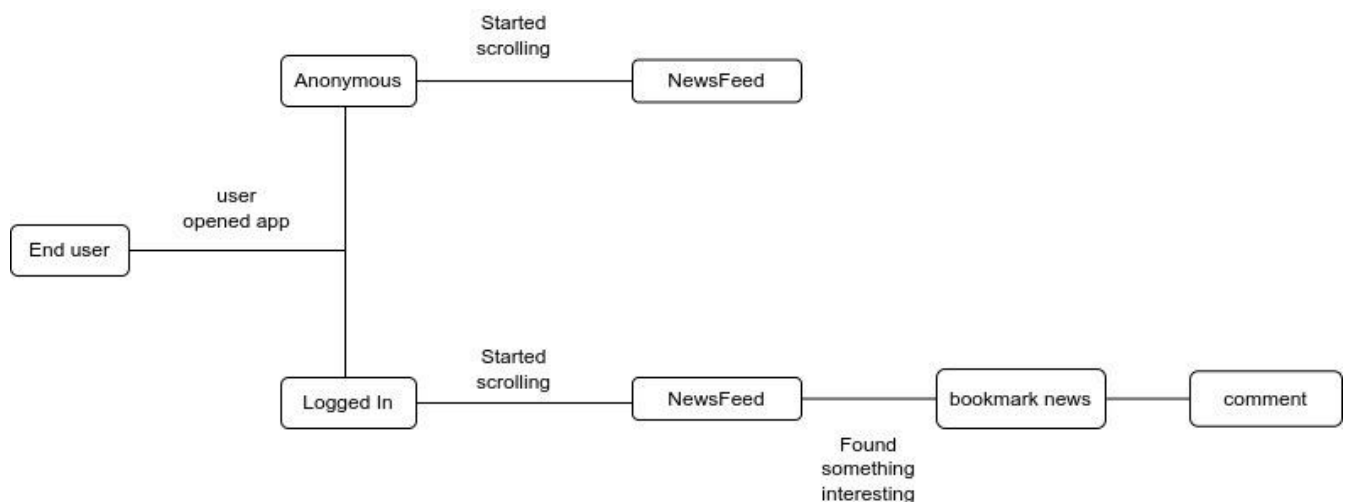 Started
scrolling
Anonymous
NewsFeed
user
opened app
End user
Started
scrolling
Logged In
NewsFeed
bookmark news
comment
Found
something
interesting